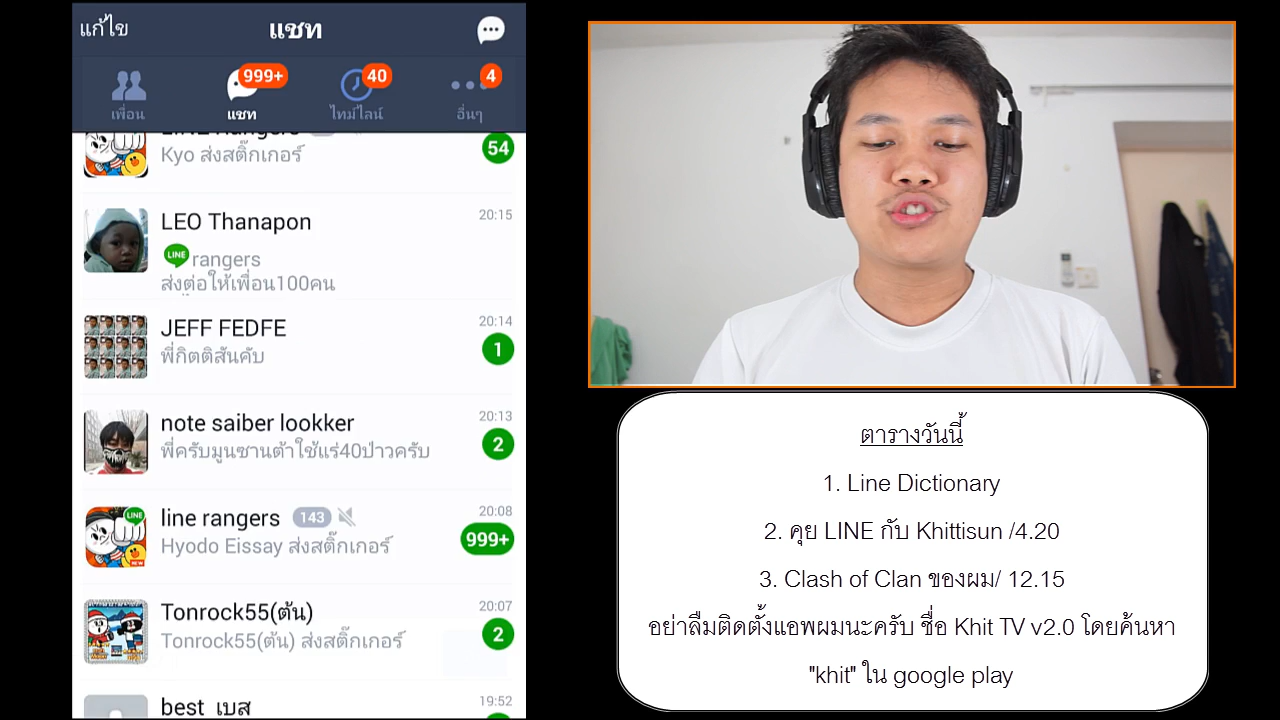 แก้ไข
แชท
999+
40
4
เพื่อน
แชท
ไทม์ไลน์
อื่นๆ
Kyo ส่งสติ๊กเกอร์
54
LEO Thanapon
20:15
LINE rangers
ส่งต่อให้เพื่อน100คน
JEFF FEDFE
20:14
พี่กิตติสันคับ
1
note saiber lookker
20:13
พี่ครับมูนซานต้าใช้แร่40ป่าวครับ
2
line rangers 143
20:08
Hyodo Eissay ส่งสติ๊กเกอร์
999+
Tonrock55(ต้น)
20:07
Tonrock55(ต้น) ส่งสติ๊กเกอร์
2
best เบส
19:52
ตารางวันนี้
1. Line Dictionary
2. คุย LINE กับ Khittisun /4.20
3. Clash of Clan ของผม/ 12.15
อย่าลืมติดตั้งแอพผมนะครับ ชื่อ Khit TV v2.0 โดยค้นหา
"khit" ใน google play